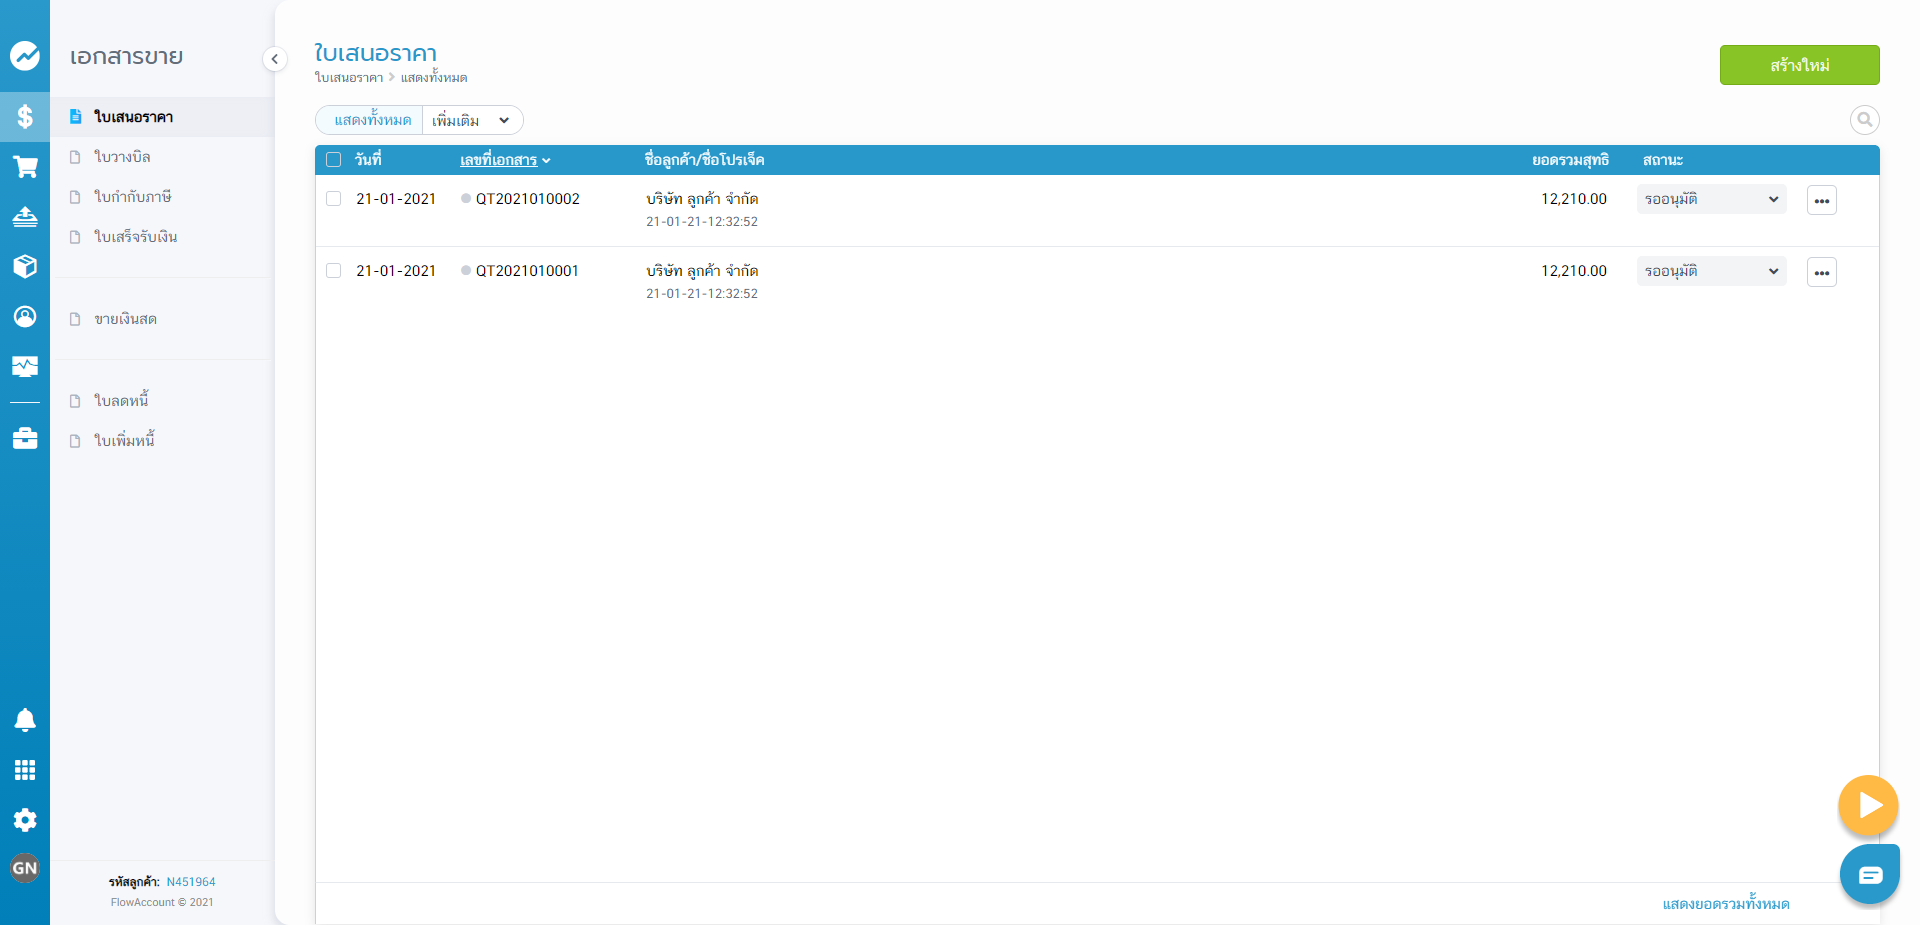 เอกสารขาย
ใบเสนอราคา
ใบวางบิล
ใบกำกับภาษี
ใบเสร็จรับเงิน
ขายเงินสด
ใบลดหนี้
ใบเพิ่มหนี้
GN
รหัสลูกค้า: N451964
FlowAccount © 2021
ใบเสนอราคา
ใบเสนอราคา > แสดงทั้งหมด
สร้างใหม่
แสดงทั้งหมด เพิ่มเติม
วันที่ เลขที่เอกสาร ชื่อลูกค้า/ชื่อโปรเจ็ค ยอดรวมสุทธิ สถานะ
21-01-2021 QT2021010002 บริษัท ลูกค้า จำกัด 12,210.00 รออนุมัติ
21-01-21-12:32:52
21-01-2021 QT2021010001 บริษัท ลูกค้า จำกัด 12,210.00 รออนุมัติ
21-01-21-12:32:52
แสดงยอดรวมทั้งหมด